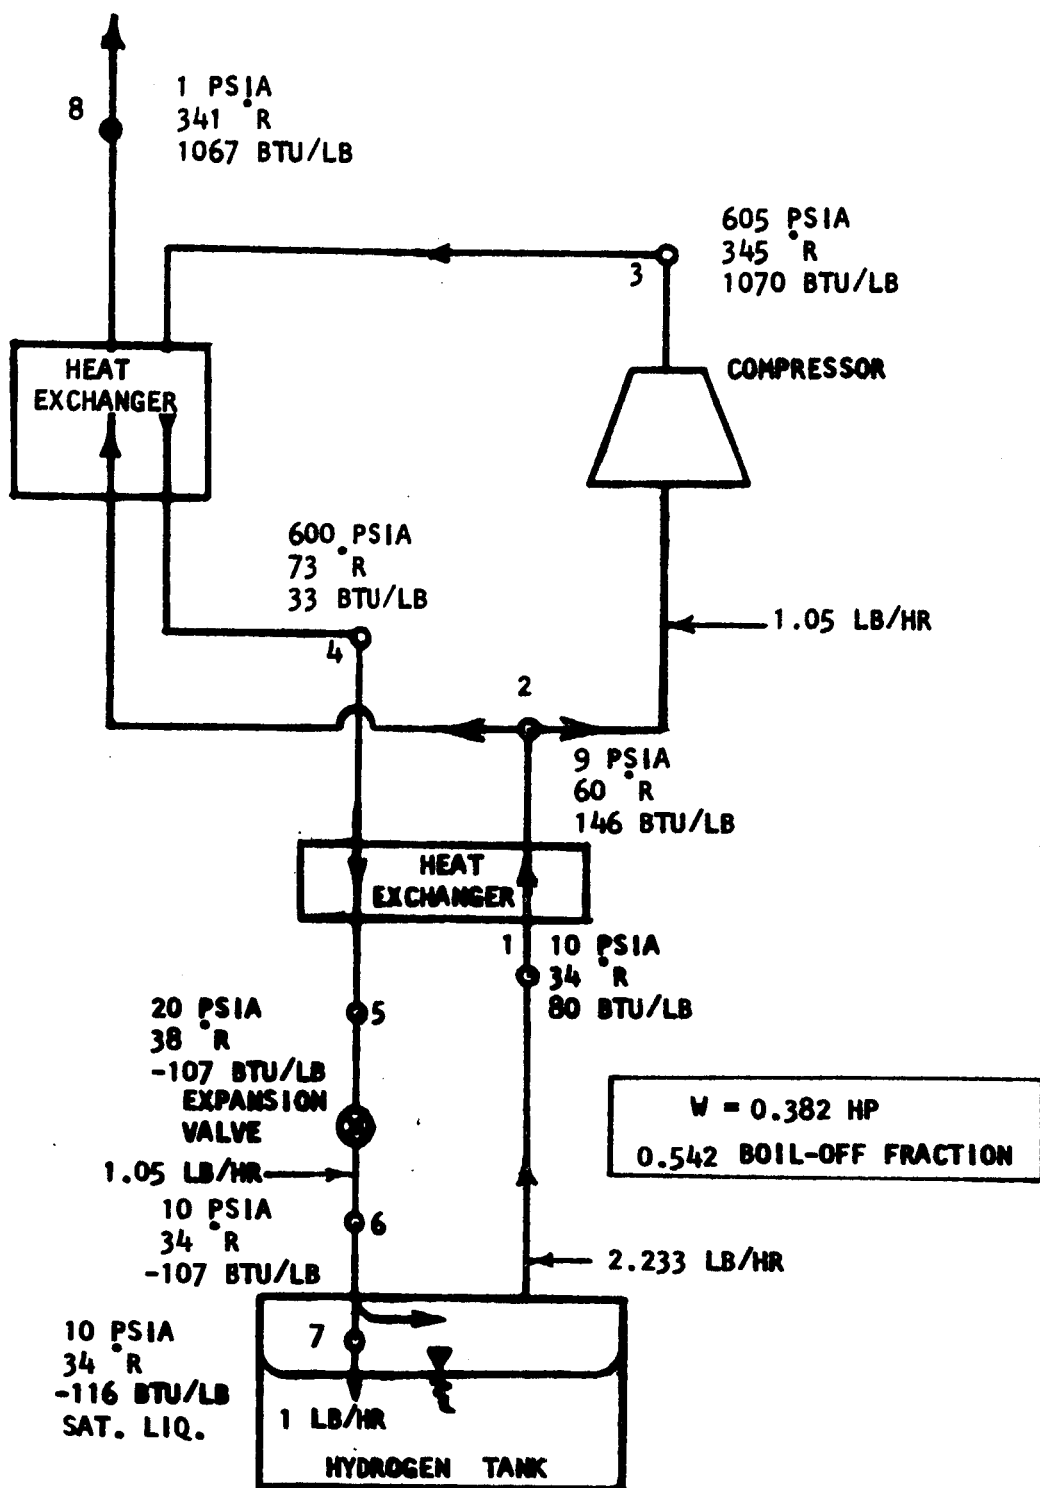 8
1 PSIA
341 °R
1067 BTU/LB
605 PSIA
345 °R
1070 BTU/LB
3
HEAT
EXCHANGER
COMPRESSOR
600 PSIA
73 °R
33 BTU/LB
4
1.05 LB/HR
2
9 PSIA
60 °R
146 BTU/LB
HEAT
EXCHANGER
1
10 PSIA
34 °R
80 BTU/LB
20 PSIA
38 °R
-107 BTU/LB
5
EXPANSION
VALVE
1.05 LB/HR
10 PSIA
34 °R
-107 BTU/LB
6
W = 0.382 HP
0.542 BOIL-OFF FRACTION
2.233 LB/HR
10 PSIA
34 °R
-116 BTU/LB
SAT. LIQ.
7
1 LB/HR
HYDROGEN TANK